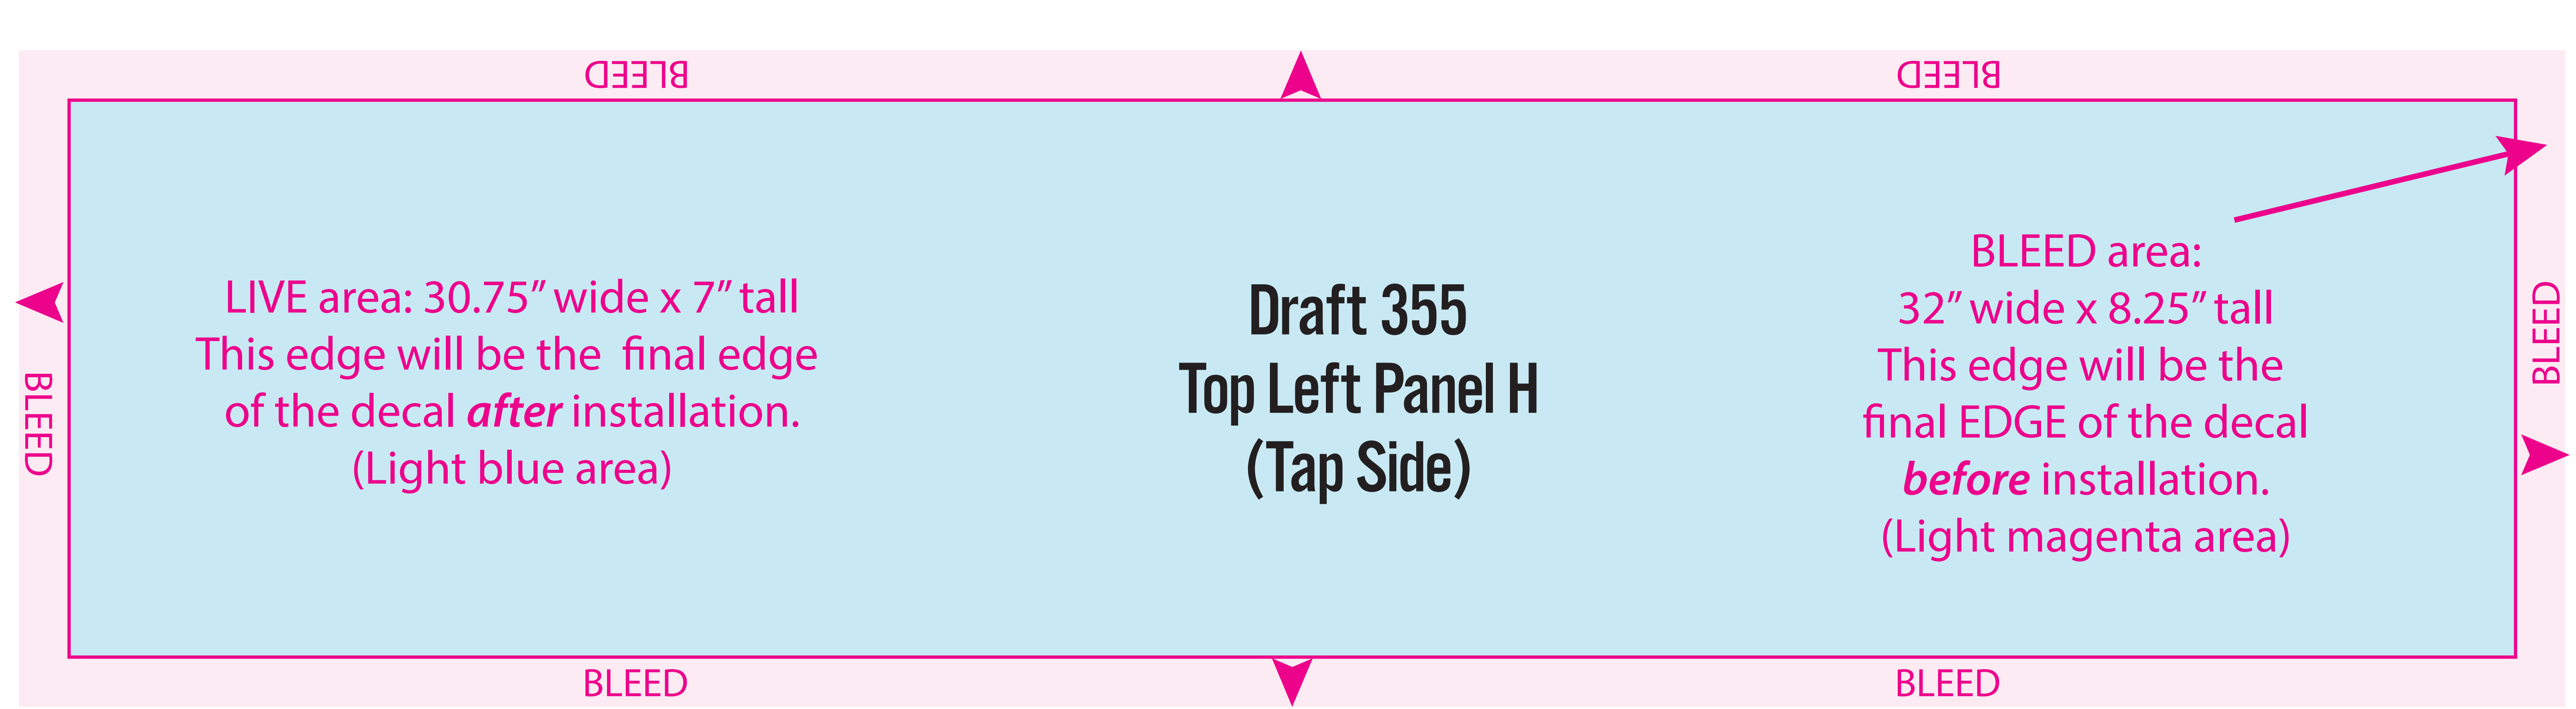 BLEED
BLEED
LIVE area: 30.75” wide x 7” tall
This edge will be the final edge
of the decal after installation.
(Light blue area)
Draft 355
Top Left Panel H
(Tap Side)
BLEED area:
32” wide x 8.25” tall
This edge will be the
final EDGE of the decal
before installation.
(Light magenta area)
BLEED
BLEED
BLEED
BLEED